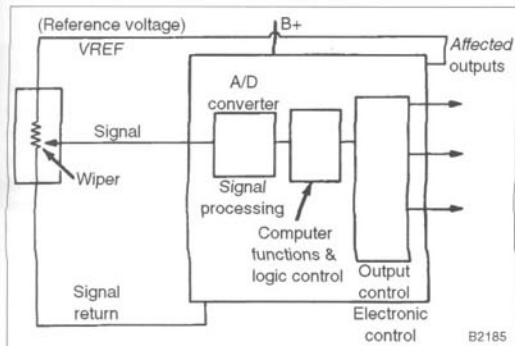 (Reference voltage)
VREF
B+
Affected
outputs
A/D
converter
Signal
Wiper
Signal
processing
Computer
functions &
logic control
Signal
return
Output
control
Electronic
control
B2185